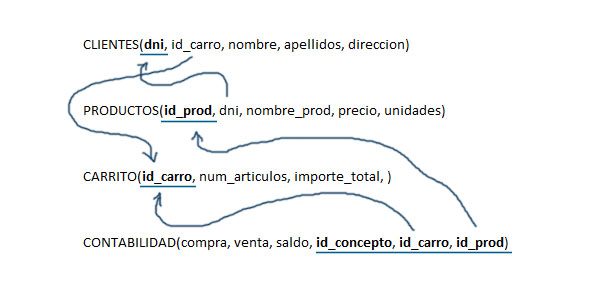 CLIENTES(dni, id_carro, nombre, apellidos, direccion)
PRODUCTOS(id_prod, dni, nombre_prod, precio, unidades)
CARRITO(id_carro, num_articulos, importe_total, )
CONTABILIDAD(compra, venta, saldo, id_concepto, id_carro, id_prod)